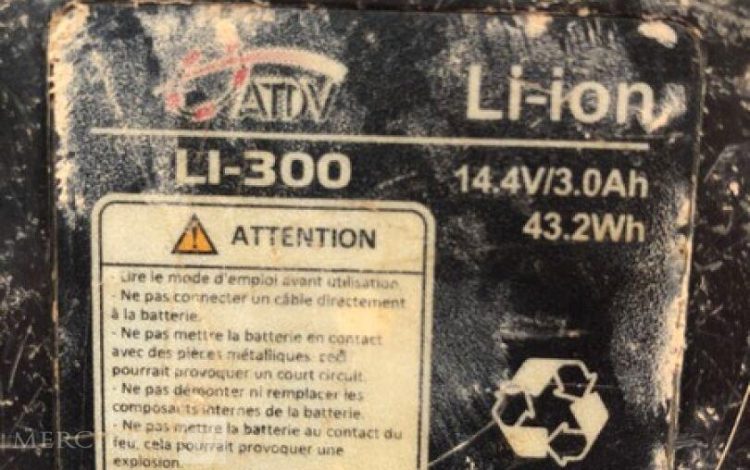 ATDV
Li-ion
LI-300
14.4V/3.0Ah
43.2Wh
ATTENTION
- Lire le mode d'emploi avant utilisation.
- Ne pas connecter un câble directement
à la batterie.
- Ne pas mettre la batterie en contact
avec des pièces métalliques, ceci
pourrait provoquer un court circuit.
- Ne pas démonter ni remplacer les
composants internes de la batterie.
- Ne pas mettre la batterie au contact du
feu, cela pourrait provoquer une
explosion.
MERC